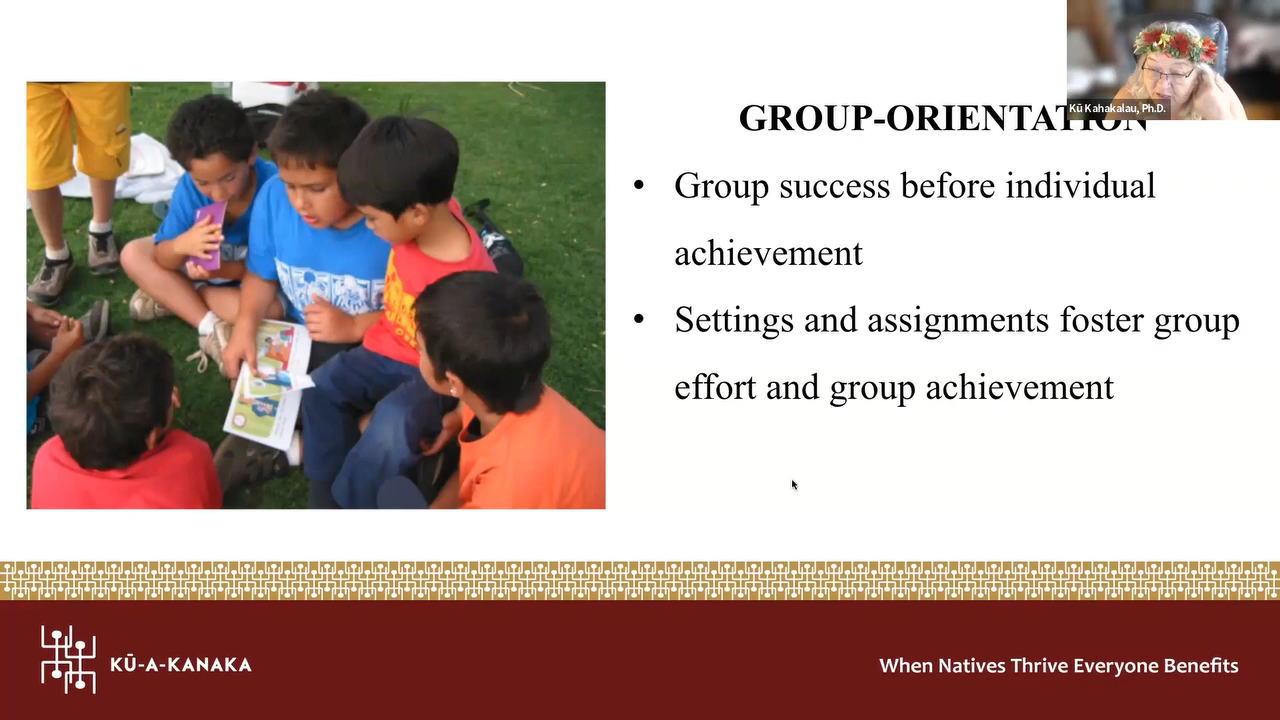 Kū Kahakalau, Ph.D.
GROUP-ORIENTATION
• Group success before individual
achievement
• Settings and assignments foster group
effort and group achievement
KŪ-A-KANAKA
When Natives Thrive Everyone Benefits